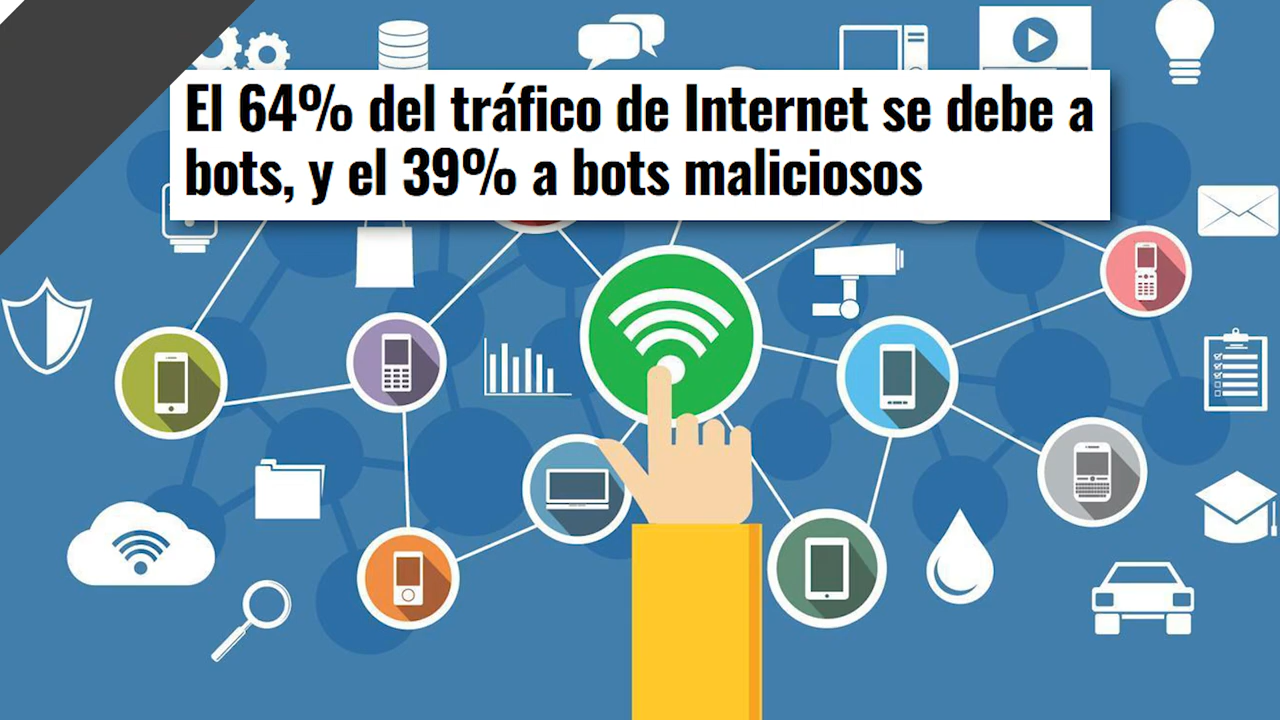 El 64% del tráfico de Internet se debe a
bots, y el 39% a bots maliciosos